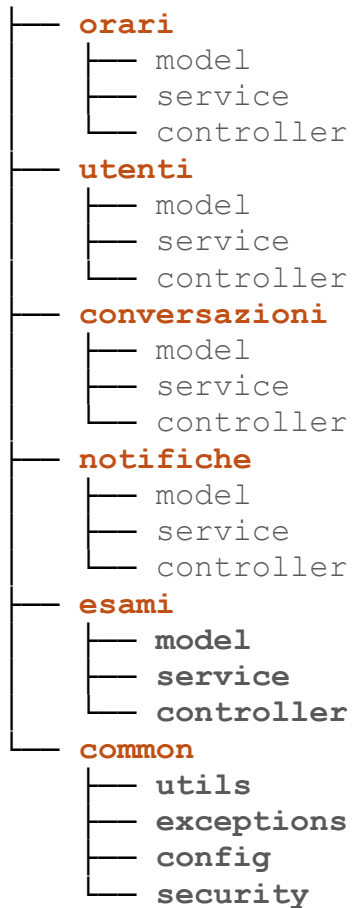 ├── orari
│   ├── model
│   ├── service
│   └── controller
├── utenti
│   ├── model
│   ├── service
│   └── controller
├── conversazioni
│   ├── model
│   ├── service
│   └── controller
├── notifiche
│   ├── model
│   ├── service
│   └── controller
├── esami
│   ├── model
│   ├── service
│   └── controller
└── common
    ├── utils
    ├── exceptions
    ├── config
    └── security